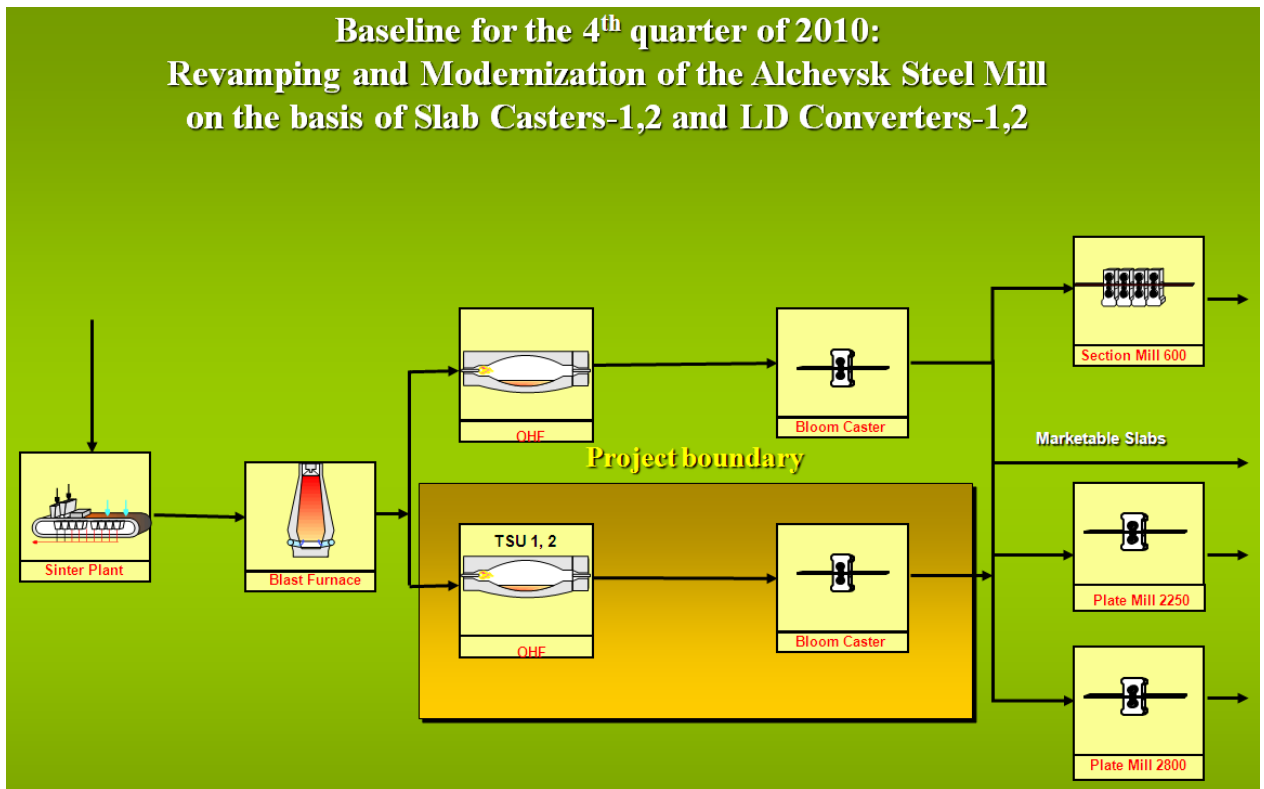 Baseline for the 4th quarter of 2010:
Revamping and Modernization of the Alchevsk Steel Mill
on the basis of Slab Casters-1,2 and LD Converters-1,2
Section Mill 600
OHF
Bloom Caster
Marketable Slabs
Project boundary
Sinter Plant
Blast Furnace
TSU 1, 2
OHF
Bloom Caster
Plate Mill 2250
Plate Mill 2800